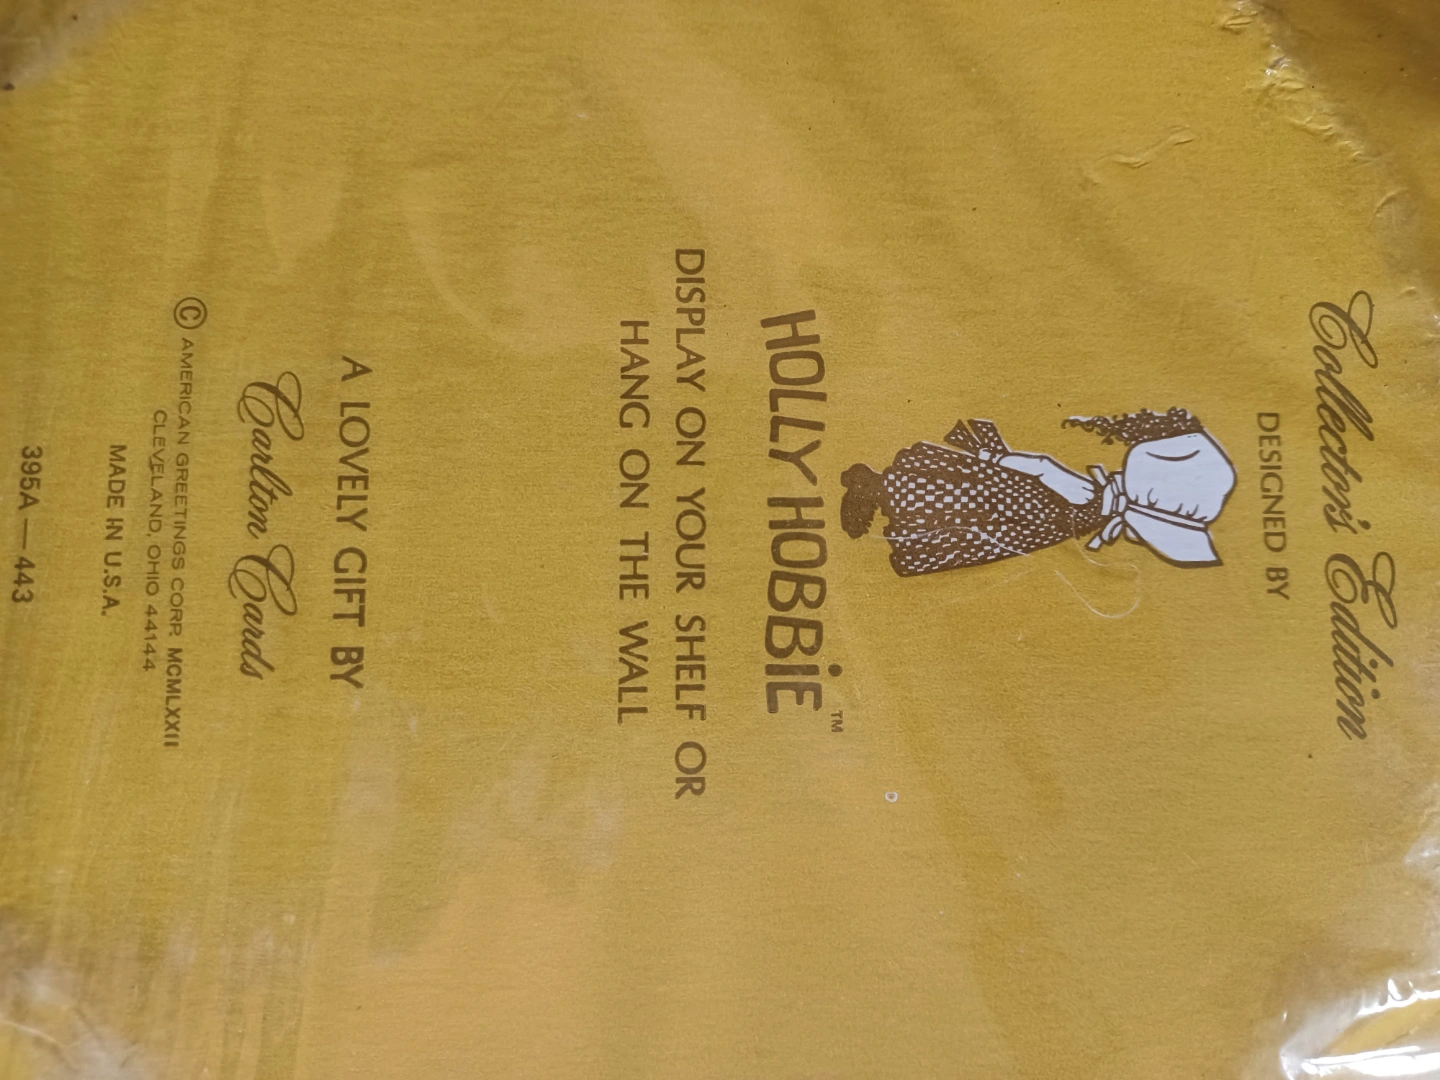 Collector's Edition
DESIGNED BY
HOLLY HOBBiE™
DISPLAY ON YOUR SHELF OR
HANG ON THE WALL
A LOVELY GIFT BY
Carlton Cards
© AMERICAN GREETINGS CORP. MCMLXXII
CLEVELAND, OHIO 44144
MADE IN U.S.A.
395A — 443